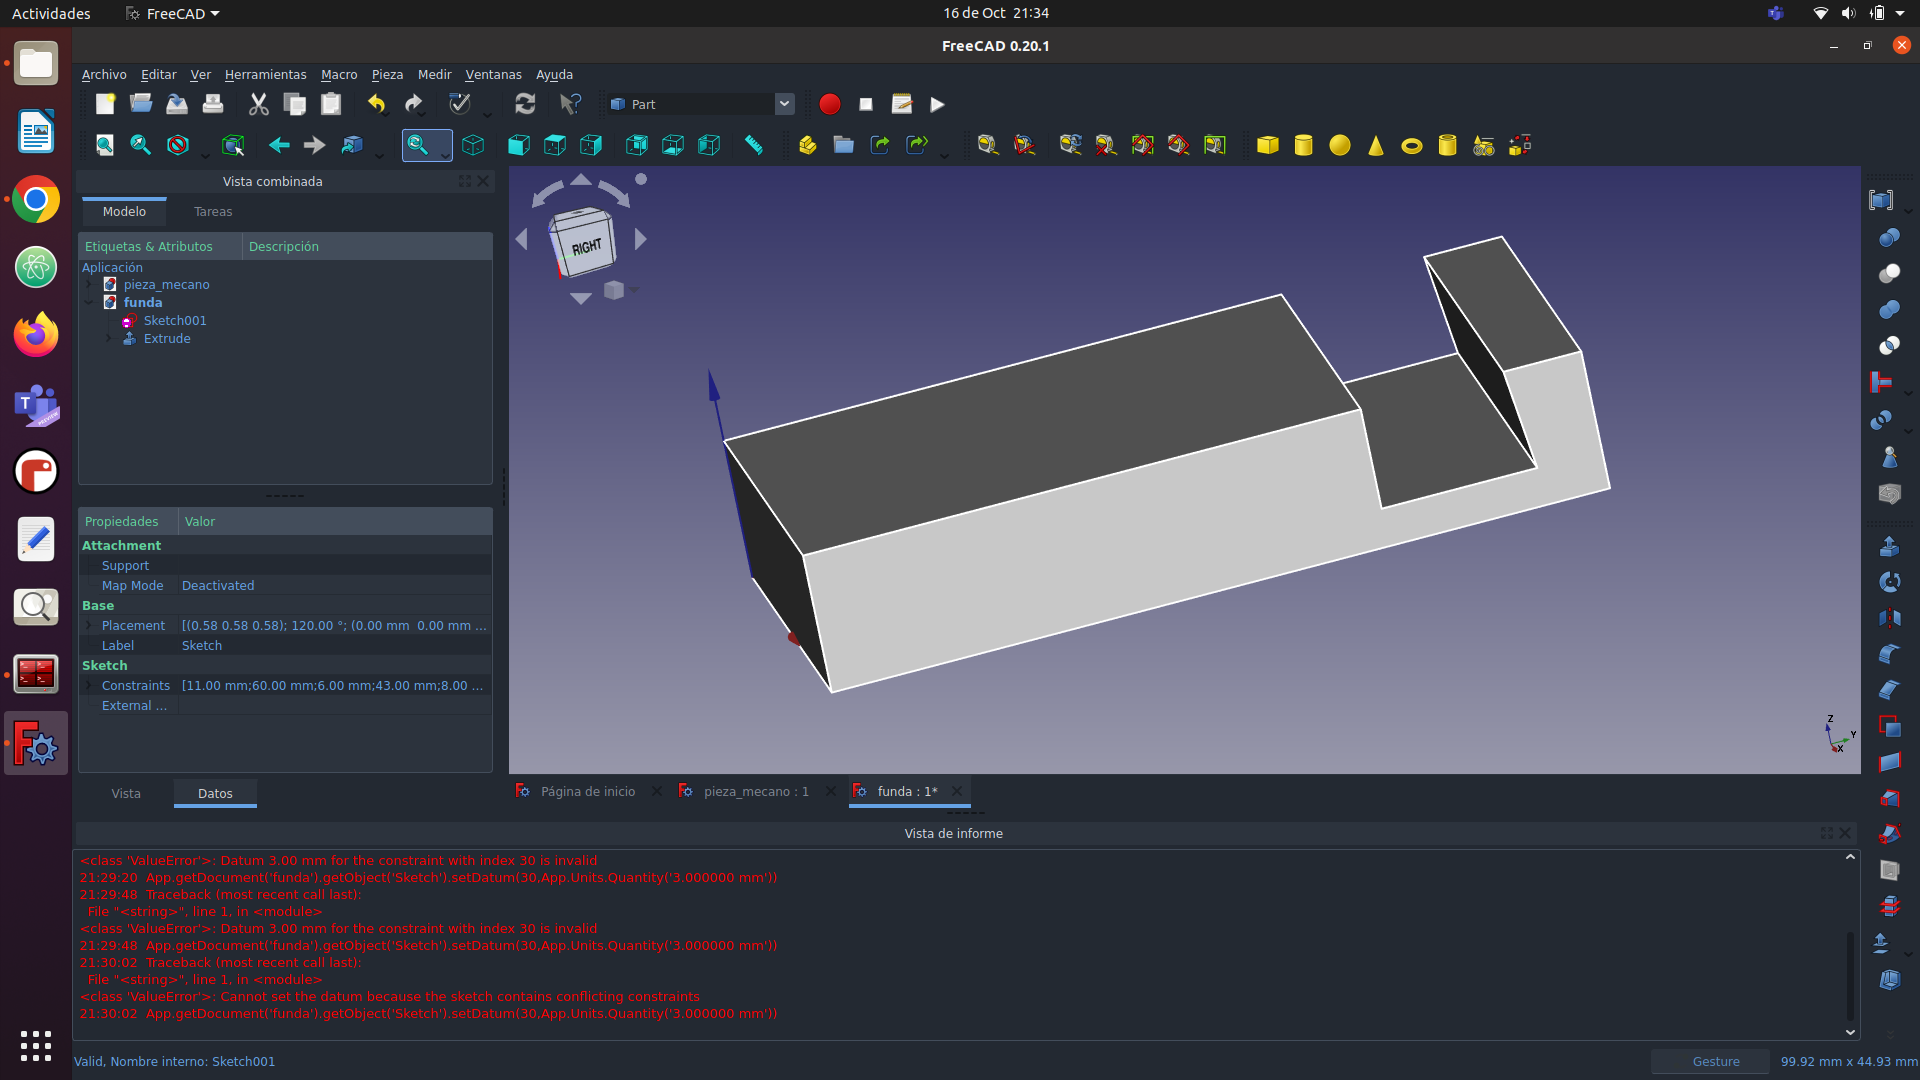 Actividades
FreeCAD
16 de Oct 21:34
FreeCAD 0.20.1
Archivo Editar Ver Herramientas Macro Pieza Medir Ventanas Ayuda
Part
Vista combinada
Modelo Tareas
Etiquetas & Atributos Descripción
Aplicación
pieza_mecano
funda
Sketch001
Extrude
RIGHT
Propiedades Valor
Attachment
Support
Map Mode Deactivated
Base
Placement [(0.58 0.58 0.58); 120.00 °; (0.00 mm 0.00 mm ...
Label Sketch
Sketch
Constraints [11.00 mm;60.00 mm;6.00 mm;43.00 mm;8.00 ...
External ...
Z
Y
X
Vista Datos
Página de inicio pieza_mecano : 1 funda : 1*
Vista de informe
<class 'ValueError'>: Datum 3.00 mm for the constraint with index 30 is invalid
21:29:20 App.getDocument('funda').getObject('Sketch').setDatum(30,App.Units.Quantity('3.000000 mm'))
21:29:48 Traceback (most recent call last):
File "<string>", line 1, in <module>
<class 'ValueError'>: Datum 3.00 mm for the constraint with index 30 is invalid
21:29:48 App.getDocument('funda').getObject('Sketch').setDatum(30,App.Units.Quantity('3.000000 mm'))
21:30:02 Traceback (most recent call last):
File "<string>", line 1, in <module>
<class 'ValueError'>: Cannot set the datum because the sketch contains conflicting constraints
21:30:02 App.getDocument('funda').getObject('Sketch').setDatum(30,App.Units.Quantity('3.000000 mm'))
Valid, Nombre interno: Sketch001
Gesture
99.92 mm x 44.93 mm